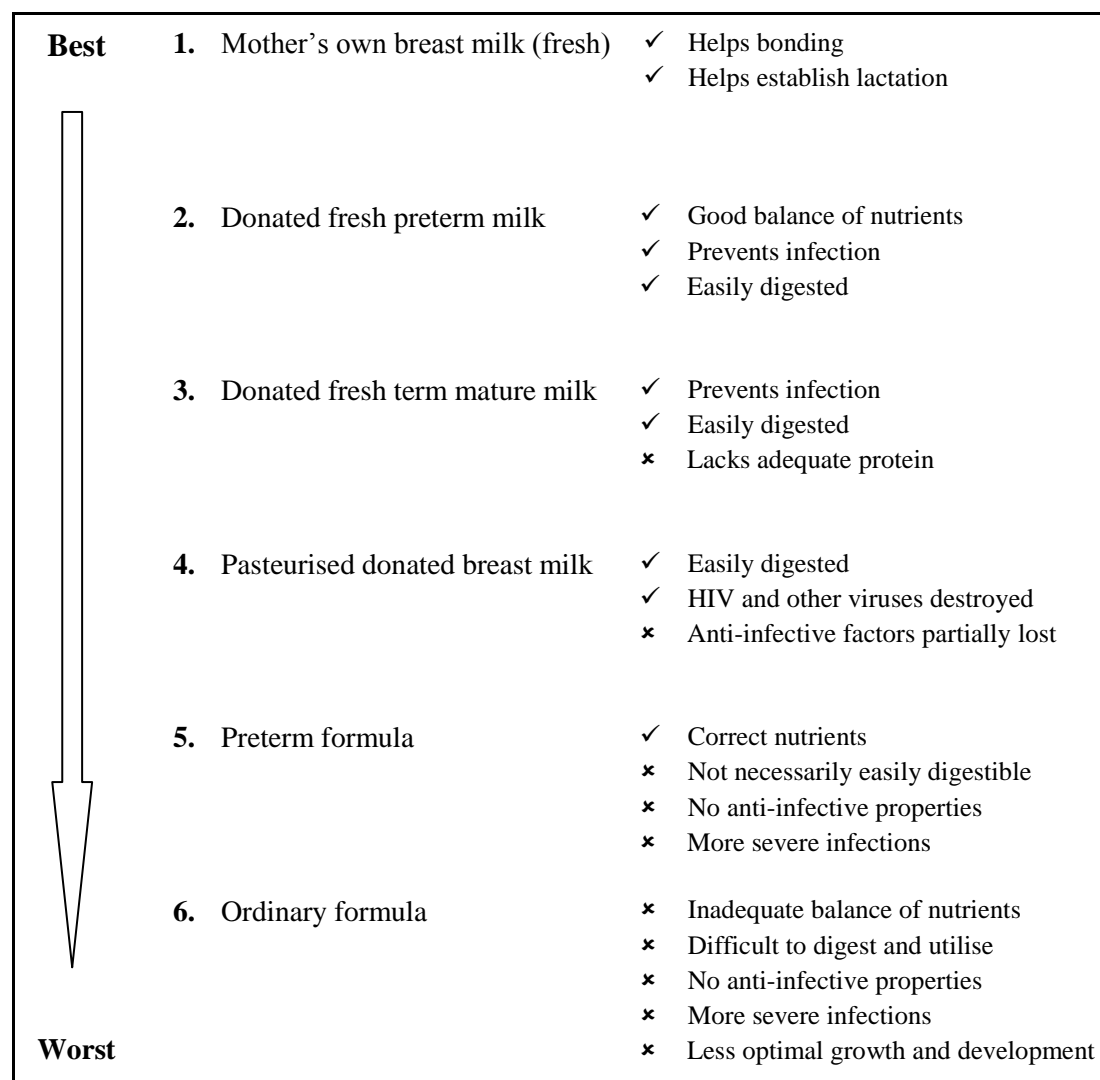 Best 1. Mother’s own breast milk (fresh) ✓ Helps bonding
✓ Helps establish lactation
2. Donated fresh preterm milk ✓ Good balance of nutrients
✓ Prevents infection
✓ Easily digested
3. Donated fresh term mature milk ✓ Prevents infection
✓ Easily digested
× Lacks adequate protein
4. Pasteurised donated breast milk ✓ Easily digested
✓ HIV and other viruses destroyed
× Anti-infective factors partially lost
5. Preterm formula ✓ Correct nutrients
× Not necessarily easily digestible
× No anti-infective properties
× More severe infections
6. Ordinary formula × Inadequate balance of nutrients
× Difficult to digest and utilise
× No anti-infective properties
× More severe infections
Worst × Less optimal growth and development